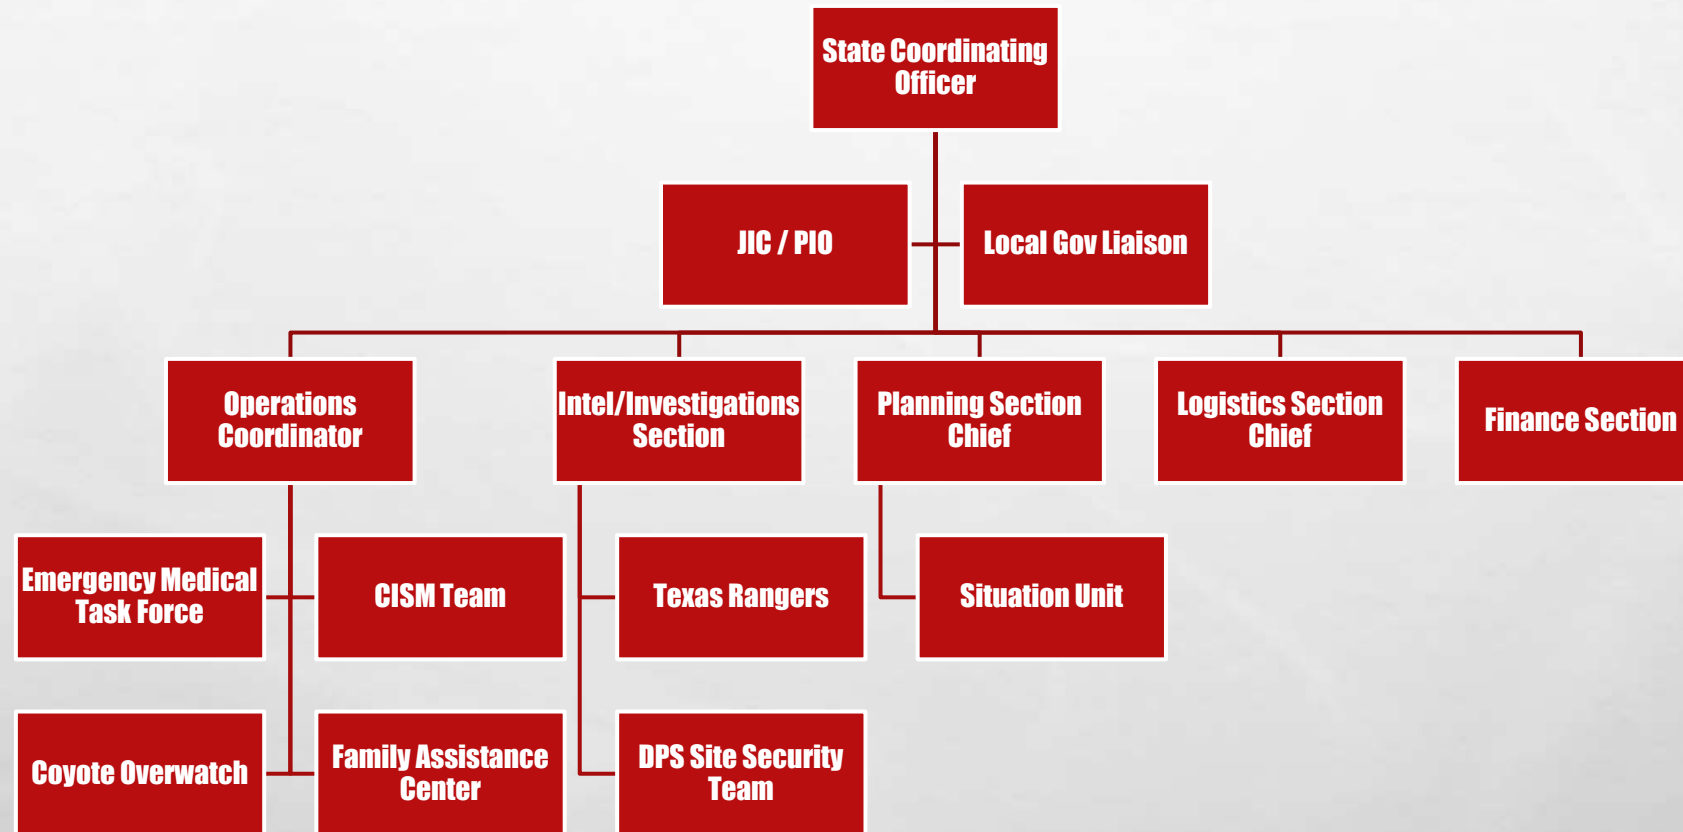 State Coordinating
Officer
JIC / PIO
Local Gov Liaison
Operations
Coordinator
Intel/Investigations
Section
Planning Section
Chief
Logistics Section
Chief
Finance Section
Emergency Medical
Task Force
CISM Team
Texas Rangers
Situation Unit
Coyote Overwatch
Family Assistance
Center
DPS Site Security
Team